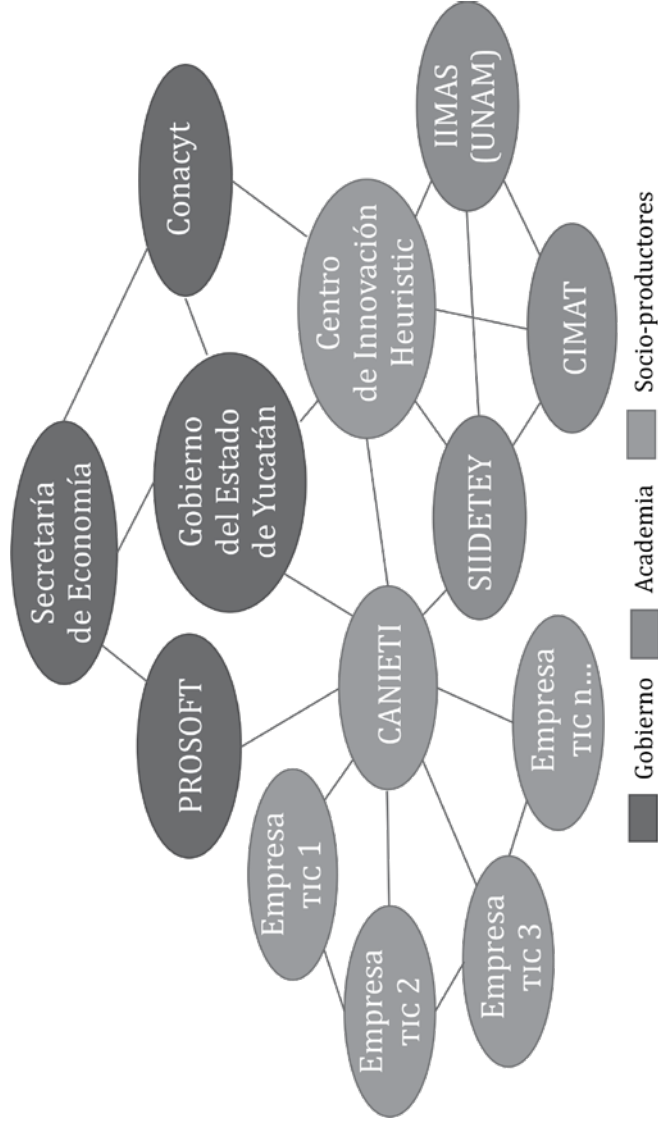 Secretaría
de Economía
PROSOFT
Gobierno
del Estado
de Yucatán
Conacyt
Empresa
TIC 1
Empresa
TIC 2
Empresa
TIC 3
Empresa
TIC n...
CANIETI
Centro
de Innovación
Heuristic
SIIDETEY
IIMAS
(UNAM)
CIMAT
Gobierno
Academia
Socio-productores